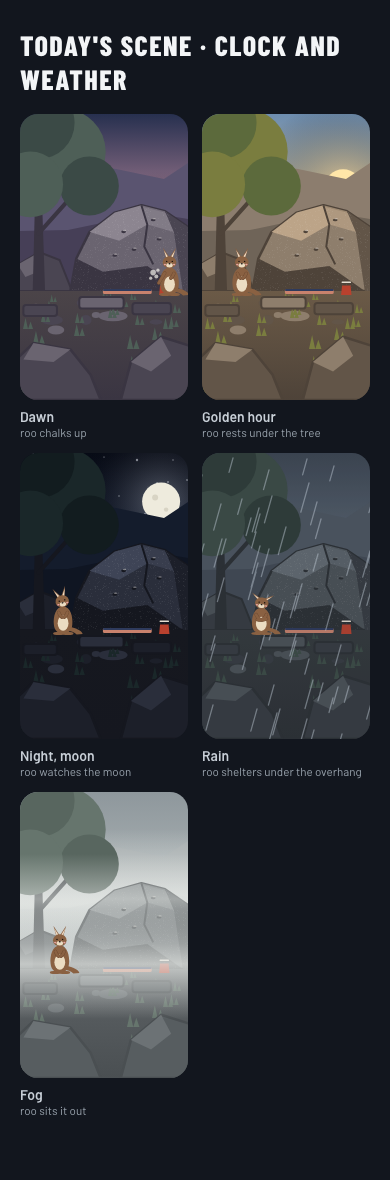 TODAY'S SCENE · CLOCK AND
WEATHER
Dawn
roo chalks up
Golden hour
roo rests under the tree
Night, moon
roo watches the moon
Rain
roo shelters under the overhang
Fog
roo sits it out